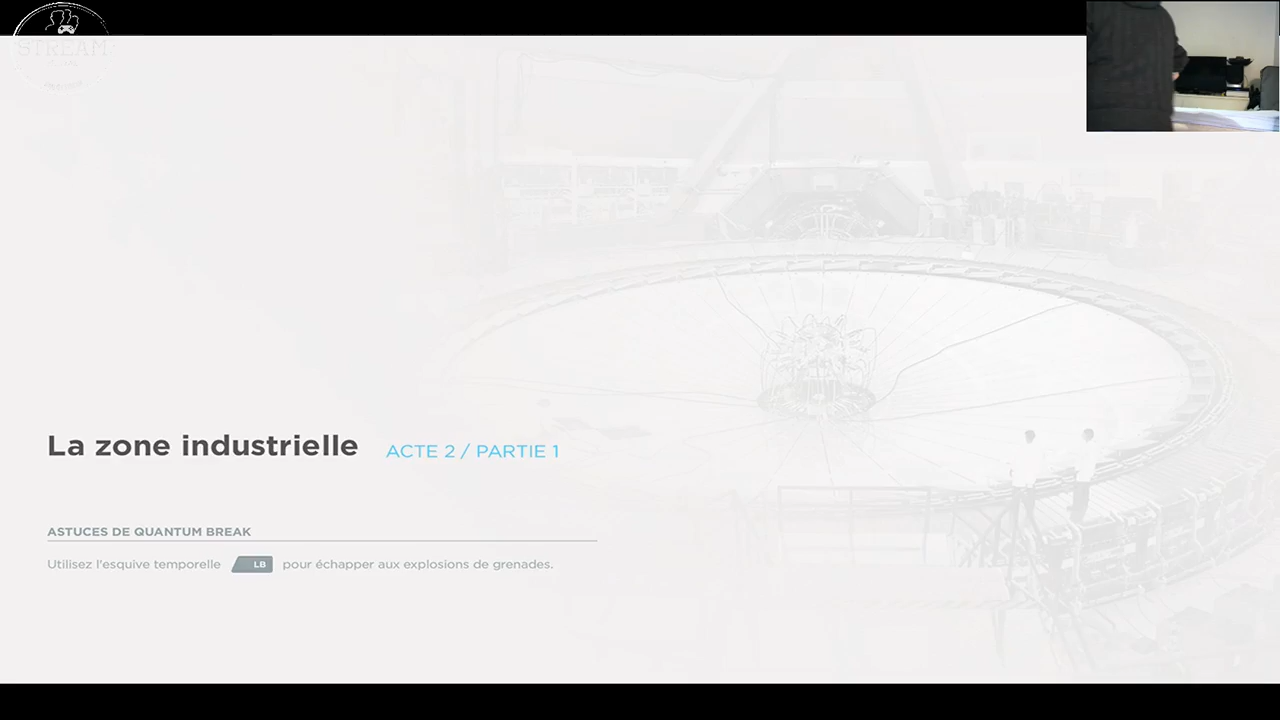 STREAM
La zone industrielle ACTE 2 / PARTIE 1
ASTUCES DE QUANTUM BREAK
Utilisez l'esquive temporelle LB pour échapper aux explosions de grenades.